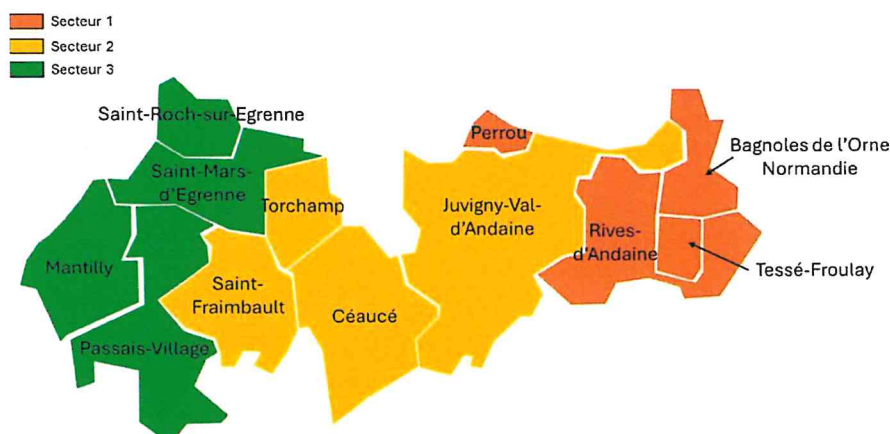 Secteur 1
Secteur 2
Secteur 3
Saint-Roch-sur-Egrenne
Perrou
Bagnoles de l'Orne
Normandie
Saint-Mars-
d'Egrenne
Torchamp
Juvigny-Val-
d'Andaine
Rives-
d'Andaine
Mantilly
Tessé-Froulay
Saint-
Fraimbault
Céaucé
Passais-Village